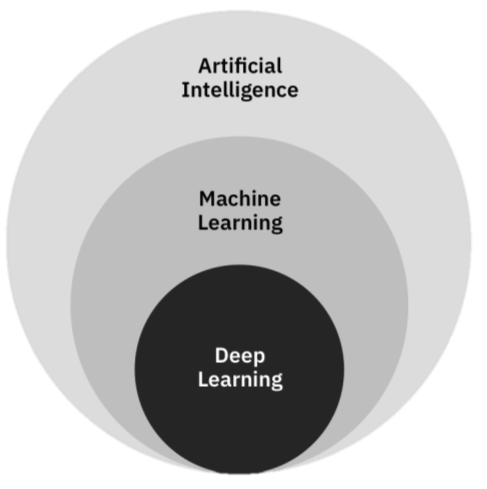 Artificial
Intelligence
Machine
Learning
Deep
Learning